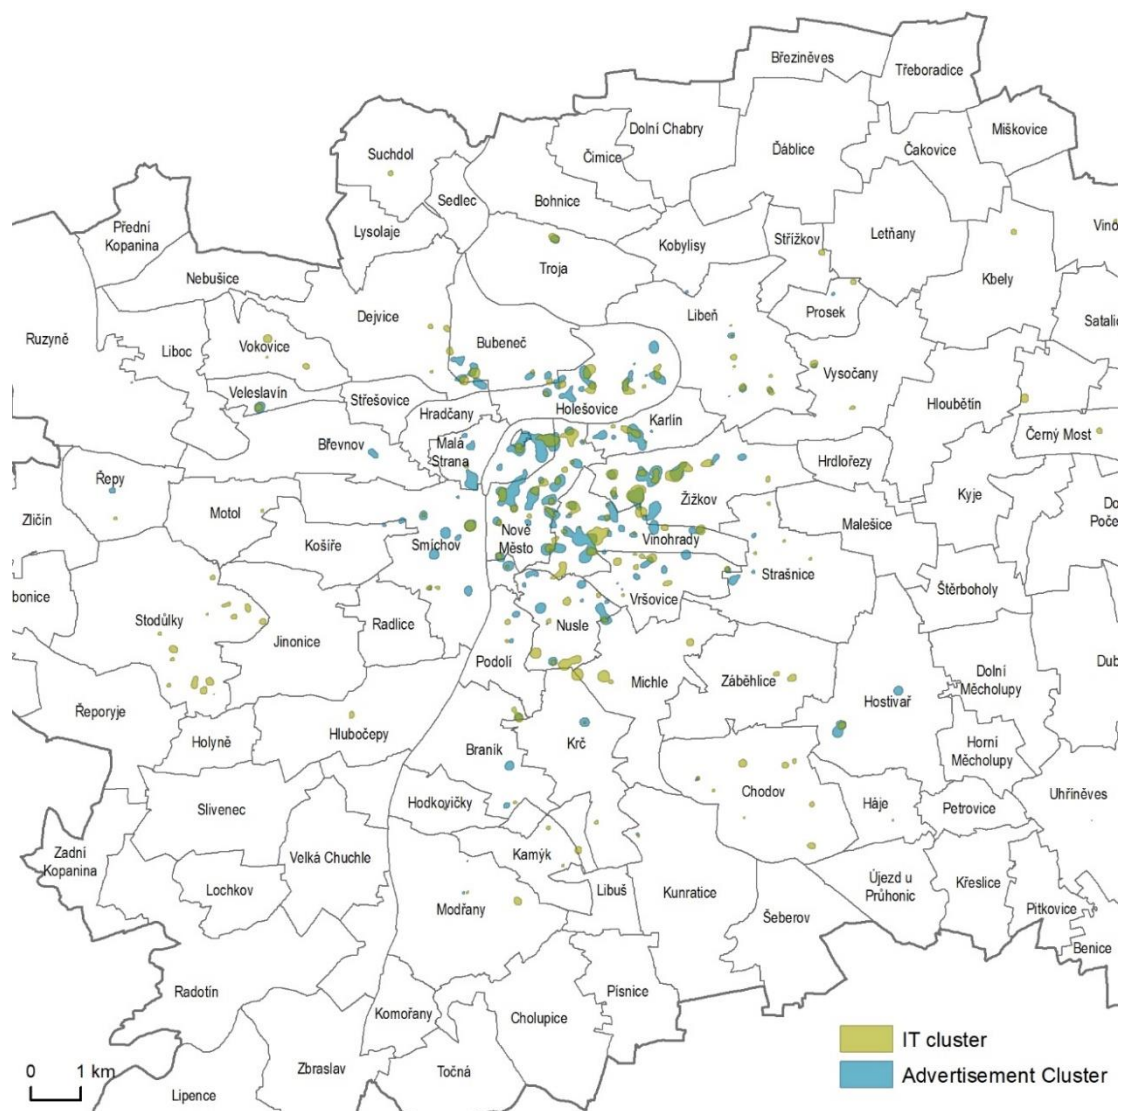 Březiněves
Třeboradice
Dolní Chabry
Miškovice
Suchdol
Čimice
Ďáblice
Čakovice
Sedlec
Bohnice
Přední
Kopanina
Lysolaje
Kobylisy
Střížkov
Letňany
Vino
Nebušice
Troja
Kbely
Dejvice
Libeň
Prosek
Satalic
Ruzyně
Liboc
Vokovice
Bubeneč
Vysočany
Veleslavín
Střešovice
Hradčany
Holešovice
Karlín
Hloubětín
Břevnov
Malá
Strana
Černý Most
Řepy
Hrdlořezy
Kyje
Zličín
Motol
Žižkov
Malešice
Do
Poče
Košíře
Smíchov
Nové
Město
Vinohrady
Strašnice
Štěrboholy
bonice
Stodůlky
Jinonice
Radlice
Nusle
Vršovice
Podolí
Michle
Záběhlice
Dolní
Měcholupy
Dub
Hostivař
Řeporyje
Holyně
Hlubočepy
Braník
Krč
Horní
Měcholupy
Chodov
Háje
Petrovice
Uhříněves
Slivenec
Hodkovičky
Zadní
Kopanina
Velká Chuchle
Kamýk
Lochkov
Libuš
Kunratice
Újezd u
Průhonic
Křeslice
Modřany
Šeberov
Pitkovice
Benice
Radotín
Písnice
Komořany
Cholupice
Zbraslav
Točná
Lipence
0 1 km
IT cluster
Advertisement Cluster